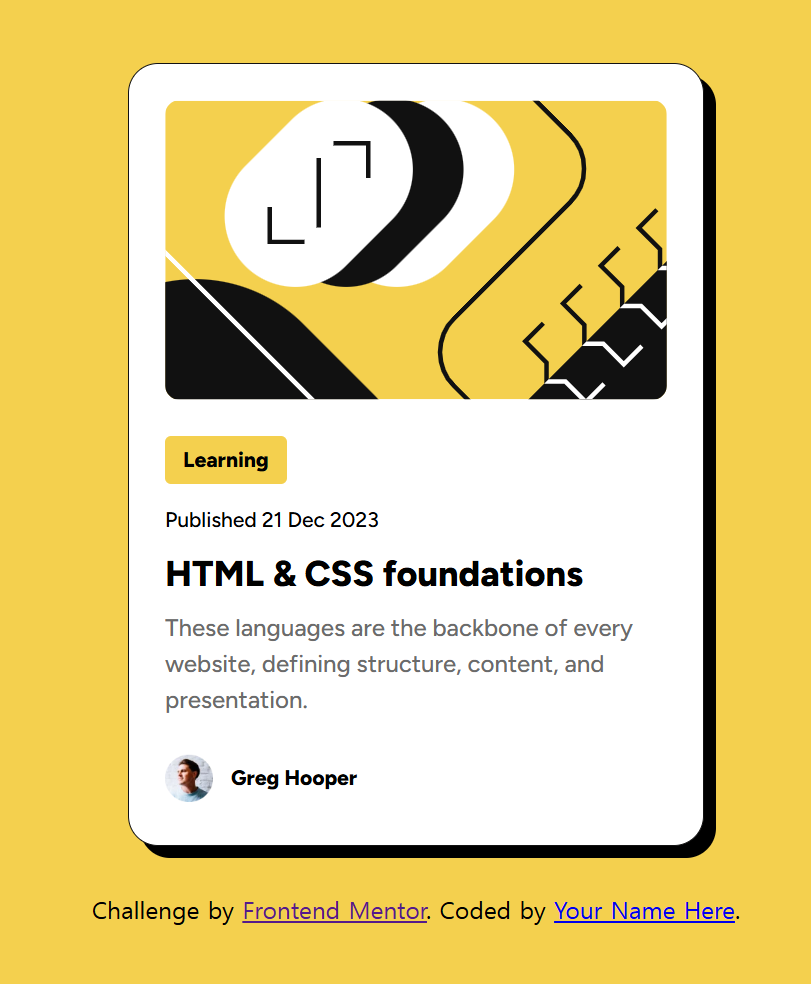 Learning
Published 21 Dec 2023
HTML & CSS foundations
These languages are the backbone of every
website, defining structure, content, and
presentation.
Greg Hooper
Challenge by Frontend Mentor. Coded by Your Name Here.